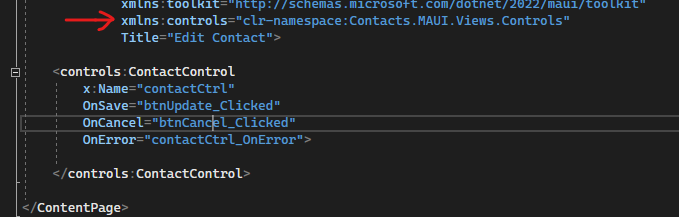 xmlns:toolkit="http://schemas.microsoft.com/dotnet/2022/maui/toolkit"
xmlns:controls="clr-namespace:Contacts.MAUI.Views.Controls"
Title="Edit Contact">
<controls:ContactControl
x:Name="contactCtrl"
OnSave="btnUpdate_Clicked"
OnCancel="btnCancel_Clicked"
OnError="contactCtrl_OnError">
</controls:ContactControl>
</ContentPage>